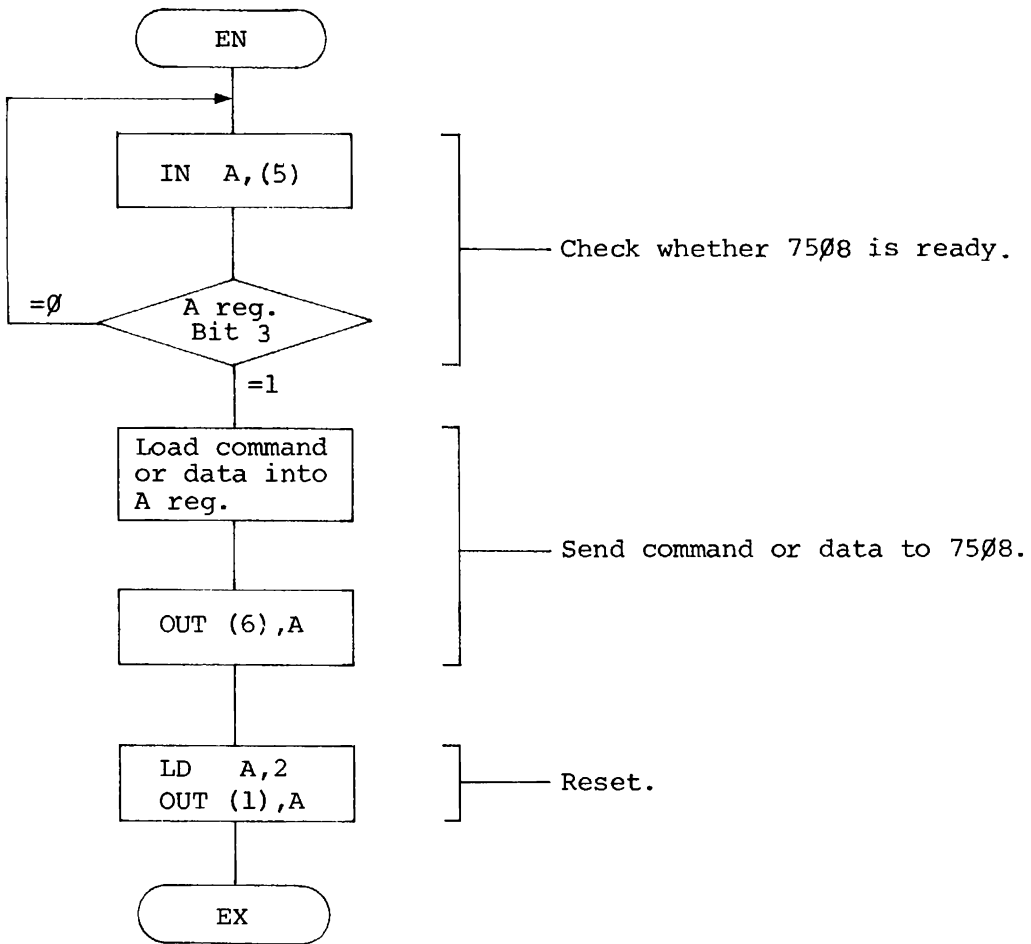 EN
IN A,(5)
Check whether 75Ø8 is ready.
=Ø
A reg.
Bit 3
=1
Load command
or data into
A reg.
Send command or data to 75Ø8.
OUT (6),A
LD A,2
OUT (1),A
Reset.
EX